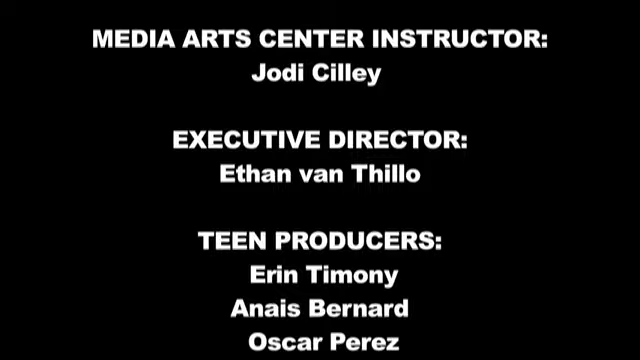 MEDIA ARTS CENTER INSTRUCTOR:
Jodi Cilley
EXECUTIVE DIRECTOR:
Ethan van Thillo
TEEN PRODUCERS:
Erin Timony
Anais Bernard
Oscar Perez